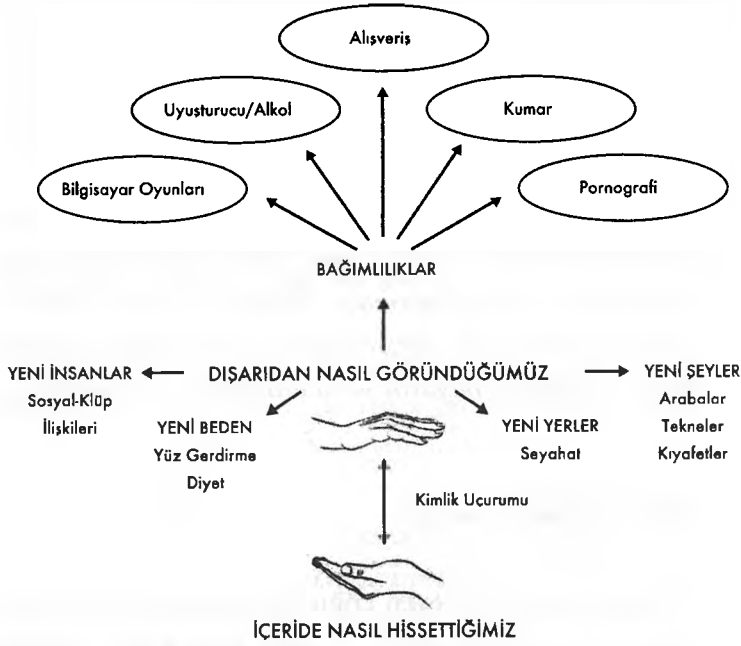 Alışveriş
Uyuşturucu/Alkol
Kumar
Bilgisayar Oyunları
Pornografi
BAĞIMLILIKLAR
YENİ İNSANLAR
Sosyal-Klüp
İlişkileri
DIŞARIDAN NASIL GÖRÜNDÜĞÜMÜZ
YENİ ŞEYLER
Arabalar
Tekneler
Kıyafetler
YENİ BEDEN
Yüz Gerdirme
Diyet
YENİ YERLER
Seyahat
Kimlik Uçurumu
İÇERİDE NASIL HİSSETTİĞİMİZ